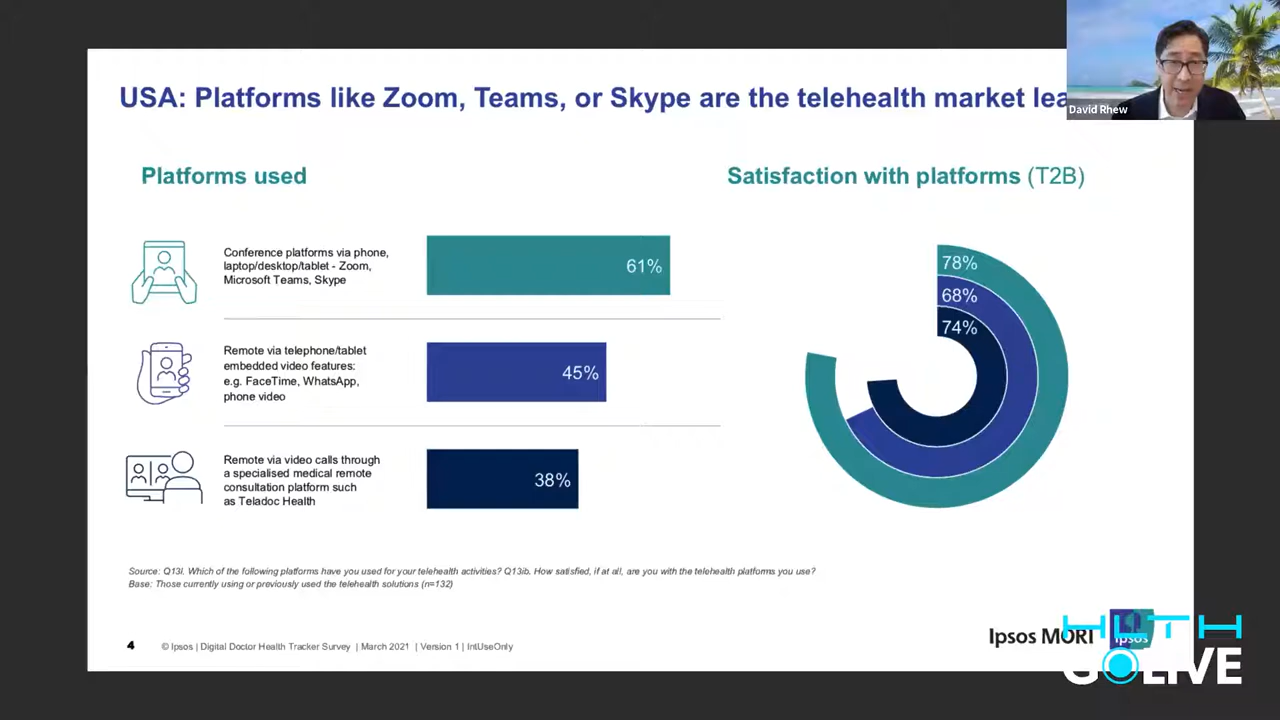 USA: Platforms like Zoom, Teams, or Skype are the telehealth market
David Rhew
Platforms used
Satisfaction with platforms (T2B)
Conference platforms via phone,
laptop/desktop/tablet - Zoom,
Microsoft Teams, Skype
61%
Remote via telephone/tablet
embedded video features:
e.g. FaceTime, WhatsApp,
phone video
45%
Remote via video calls through
a specialised medical remote
consultation platform such
as Teladoc Health
38%
78%
68%
74%
Source: Q13I. Which of the following platforms have you used for your telehealth activities? Q13ib. How satisfied, if at all, are you with the telehealth platforms you use?
Base: Those currently using or previously used the telehealth solutions (n=132)
4
© Ipsos | Digital Doctor Health Tracker Survey | March 2021 | Version 1 | IntUseOnly
Ipsos MORI
Ipsos
HLTH
GOLIVE